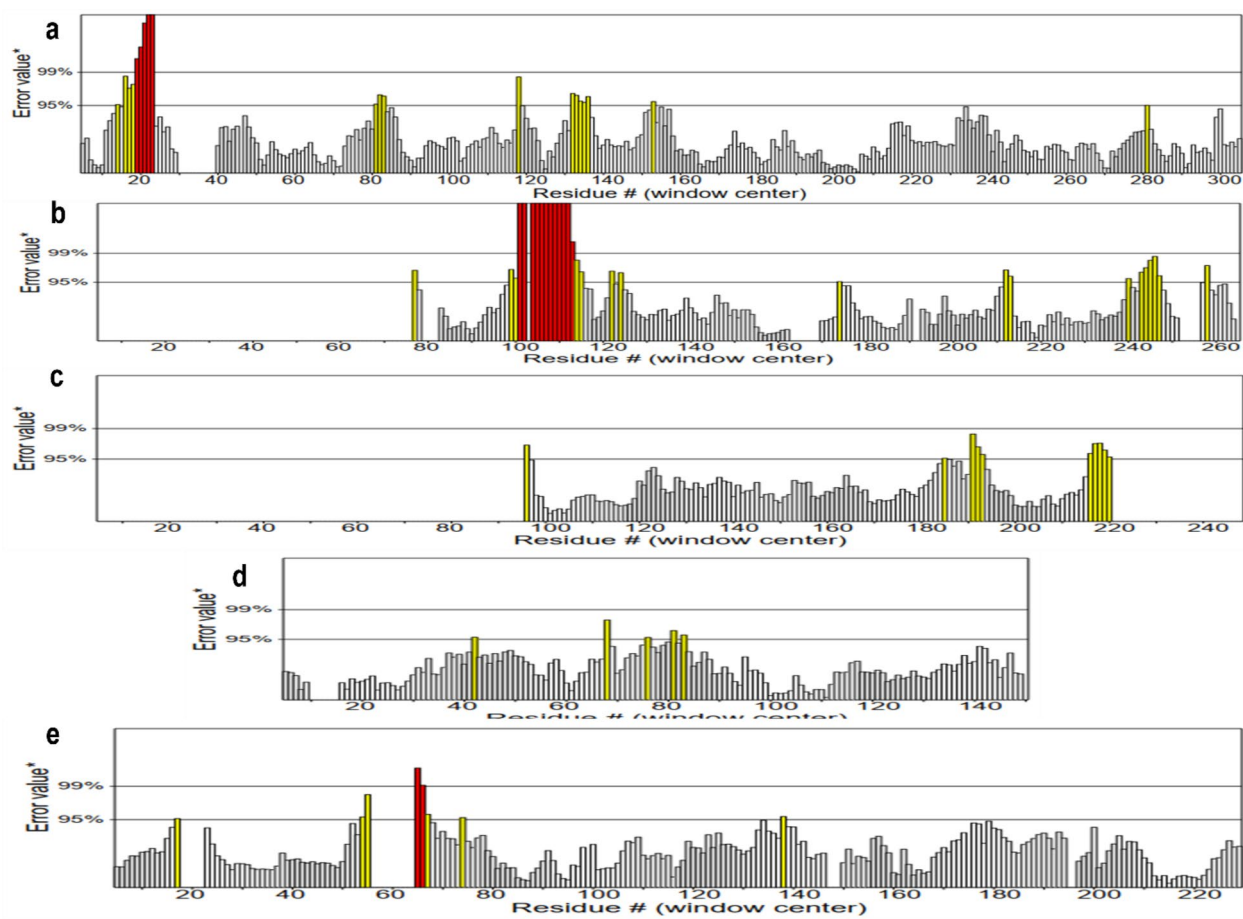 a
Error value*
99%
95%
20 40 60 80 100 120 140 160 180 200 220 240 260 280 300
Residue # (window center)
b
Error value*
99%
95%
20 40 60 80 100 120 140 160 180 200 220 240 260
Residue # (window center)
c
Error value*
99%
95%
20 40 60 80 100 120 140 160 180 200 220 240
Residue # (window center)
d
Error value*
99%
95%
20 40 60 80 100 120 140
Residue # (window center)
e
Error value*
99%
95%
20 40 60 80 100 120 140 160 180 200 220
Residue # (window center)